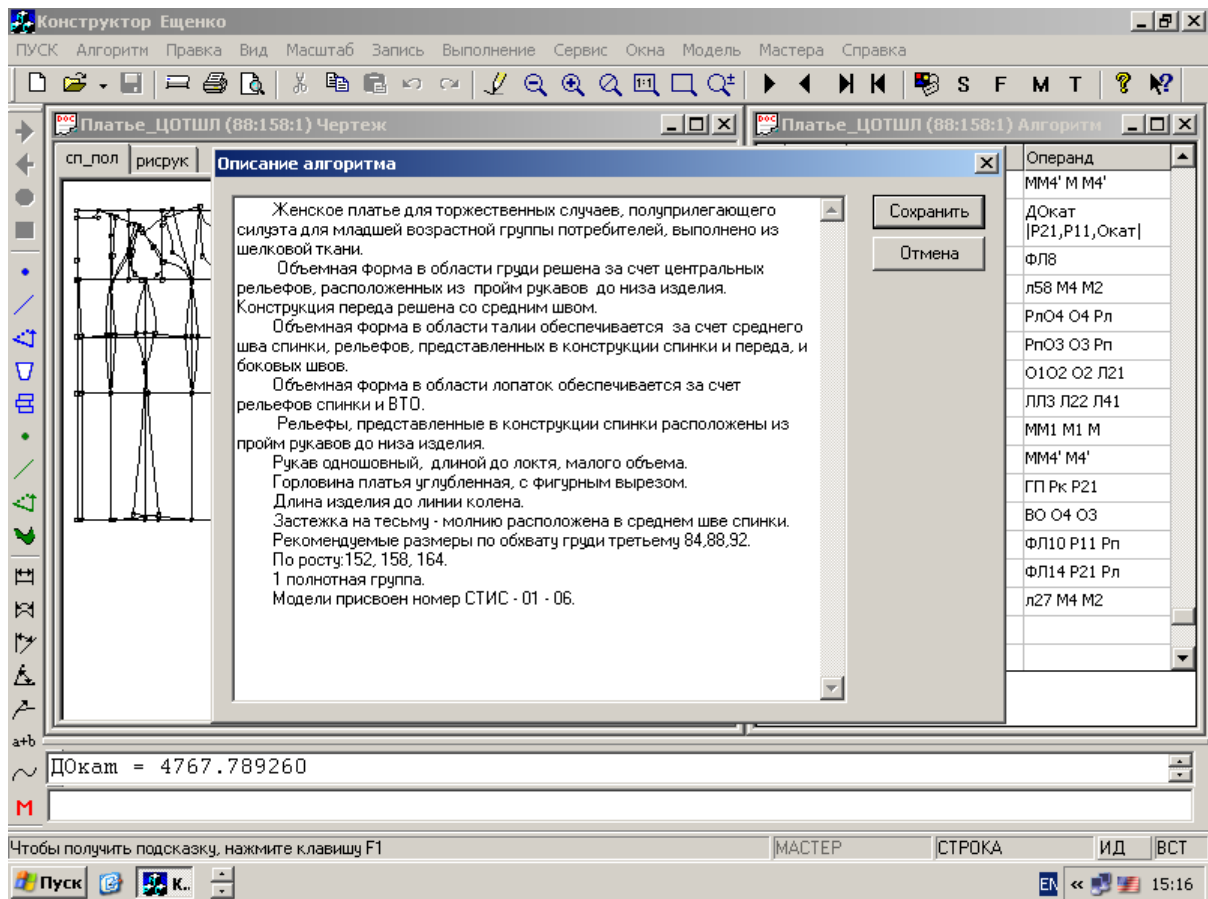 Конструктор Ещенко
ПУСК Алгоритм Правка Вид Масштаб Запись Выполнение Сервис Окна Модель Мастера Справка
1:1 S F M T
Платье_ЦОТШЛ (88:158:1) Чертеж
сп_пол рисрук
Платье_ЦОТШЛ (88:158:1) Алгоритм
Описание алгоритма
Женское платье для торжественных случаев, полуприлегающего
силуэта для младшей возрастной группы потребителей, выполнено из
шелковой ткани.
Объемная форма в области груди решена за счет центральных
рельефов, расположенных из пройм рукавов до низа изделия.
Конструкция переда решена со средним швом.
Объемная форма в области талии обеспечивается за счет среднего
шва спинки, рельефов, представленных в конструкции спинки и переда, и
боковых швов.
Объемная форма в области лопаток обеспечивается за счет
рельефов спинки и ВТО.
Рельефы, представленные в конструкции спинки расположены из
пройм рукавов до низа изделия.
Рукав одношовный, длиной до локтя, малого объема.
Горловина платья углубленная, с фигурным вырезом.
Длина изделия до линии колена.
Застежка на тесьму - молнию расположена в среднем шве спинки.
Рекомендуемые размеры по обхвату груди третьему 84,88,92.
По росту:152, 158, 164.
1 полнотная группа.
Модели присвоен номер СТИС - 01 - 06.
Сохранить
Отмена
Операнд
ММ4' М М4'
ДОкат
|Р21,Р11,Окат|
ФЛ8
л58 М4 М2
РлО4 О4 Рл
РпО3 О3 Рп
О1О2 О2 Л21
ЛЛ3 Л22 Л41
ММ1 М1 М
ММ4' М4'
ГП Рк Р21
ВО О4 О3
ФЛ10 Р11 Рп
ФЛ14 Р21 Рл
л27 М4 М2
a+b
М
ДОкат = 4767.789260
Чтобы получить подсказку, нажмите клавишу F1
МАСТЕР СТРОКА ИД ВСТ
Пуск К.. EN « 15:16